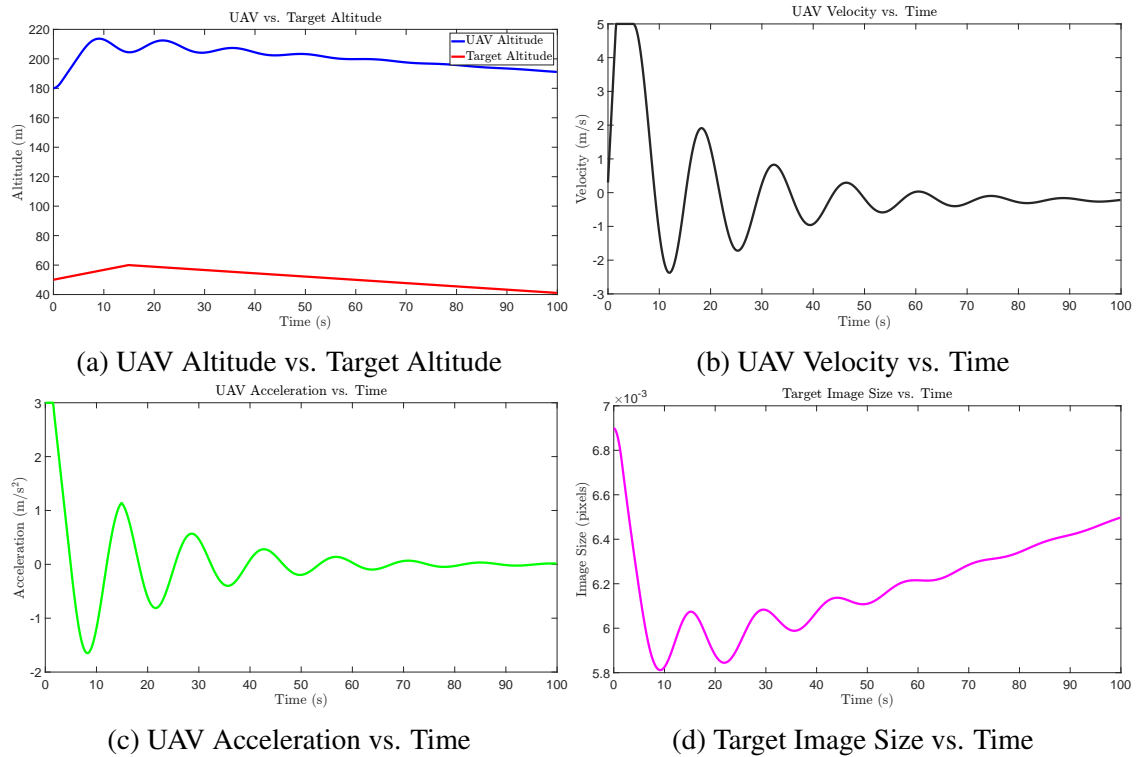 UAV vs. Target Altitude
220
200
180
160
140
120
100
80
60
40
0 10 20 30 40 50 60 70 80 90 100
Altitude (m)
Time (s)
UAV Altitude
Target Altitude
(a) UAV Altitude vs. Target Altitude
UAV Velocity vs. Time
5
4
3
2
1
0
-1
-2
-3
0 10 20 30 40 50 60 70 80 90 100
Velocity (m/s)
Time (s)
(b) UAV Velocity vs. Time
UAV Acceleration vs. Time
3
2
1
0
-1
-2
0 10 20 30 40 50 60 70 80 90 100
Acceleration (m/s²)
Time (s)
(c) UAV Acceleration vs. Time
Target Image Size vs. Time
×10⁻³
7
6.6
6.2
6
5.8
0 10 20 30 40 50 60 70 80 90 100
Image Size (pixels)
Time (s)
(d) Target Image Size vs. Time